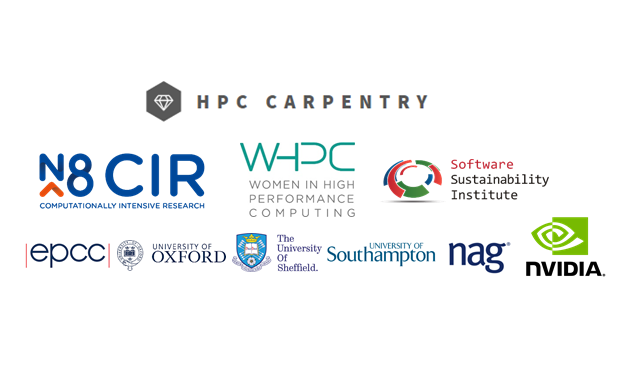 HPC CARPENTRY
N8 CIR
COMPUTATIONALLY INTENSIVE RESEARCH
WHPC
WOMEN IN HIGH
PERFORMANCE
COMPUTING
Software
Sustainability
Institute
epcc
UNIVERSITY OF
OXFORD
The
University
Of
Sheffield.
UNIVERSITY OF
Southampton
nag®
NVIDIA®